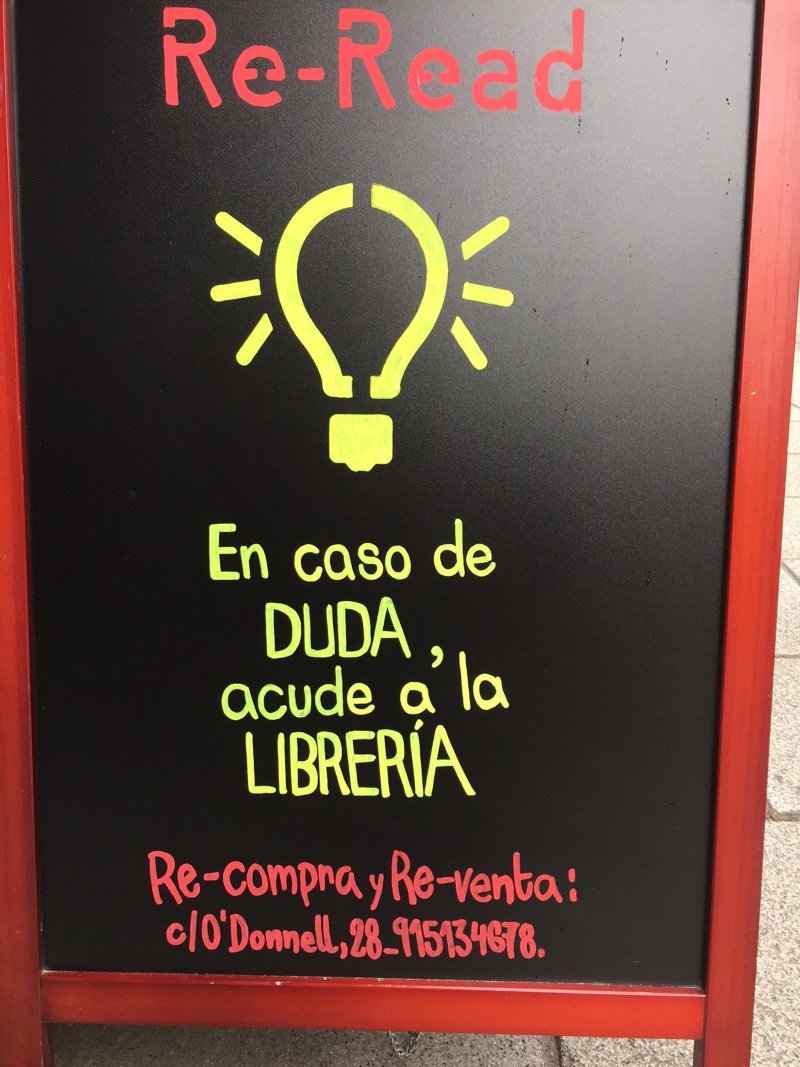 Re-Read
En caso de
DUDA,
acude a la
LIBRERÍA
Re-compra y Re-venta:
c/O'Donnell, 28_915134678.